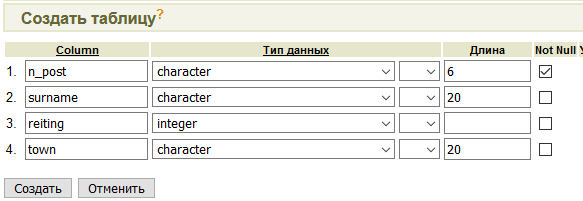 Создать таблицу?
Column Тип данных Длина Not Null
1. n_post character 6
2. surname character 20
3. reiting integer
4. town character 20
Создать Отменить